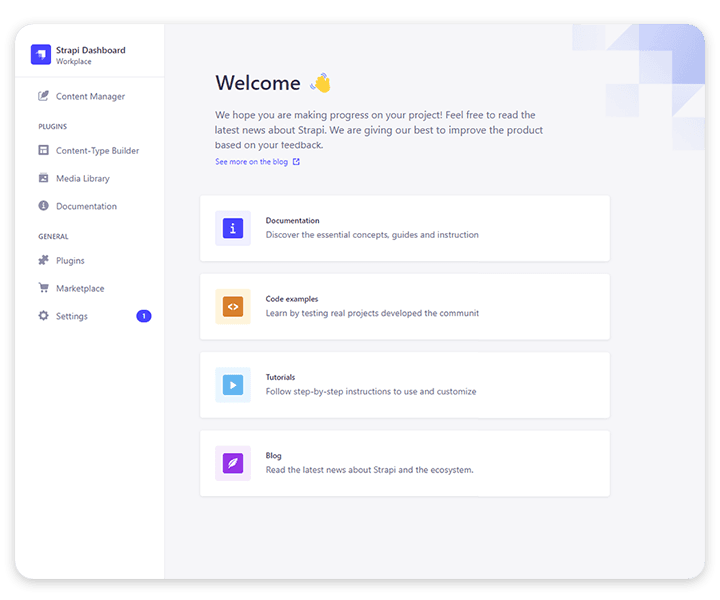 Strapi Dashboard
Workplace
Content Manager
PLUGINS
Content-Type Builder
Media Library
Documentation
GENERAL
Plugins
Marketplace
Settings
1
Welcome
We hope you are making progress on your project! Feel free to read the
latest news about Strapi. We are giving our best to improve the product
based on your teedback.
See more on the blog
Documentation
Discover the essential concepts, guides and instruction
Code examples
Learn by testing real projects developed the communit
Tutorials
Follow step-by-step instructions to use and customize
Blog
Read the latest news about Strapi and the ecosystem.